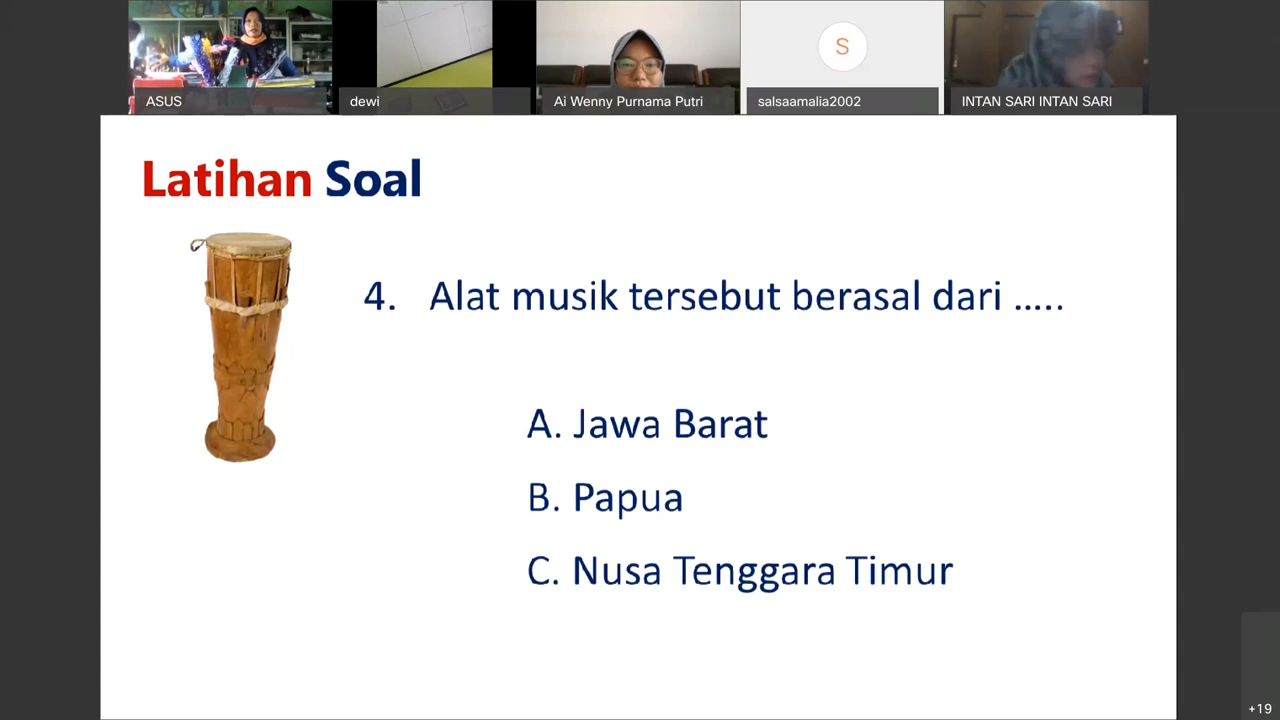 ASUS
dewi
Ai Wenny Purnama Putri
S
salsaamalia2002
INTAN SARI INTAN SARI
Latihan Soal
4. Alat musik tersebut berasal dari .....
A. Jawa Barat
B. Papua
C. Nusa Tenggara Timur
+19